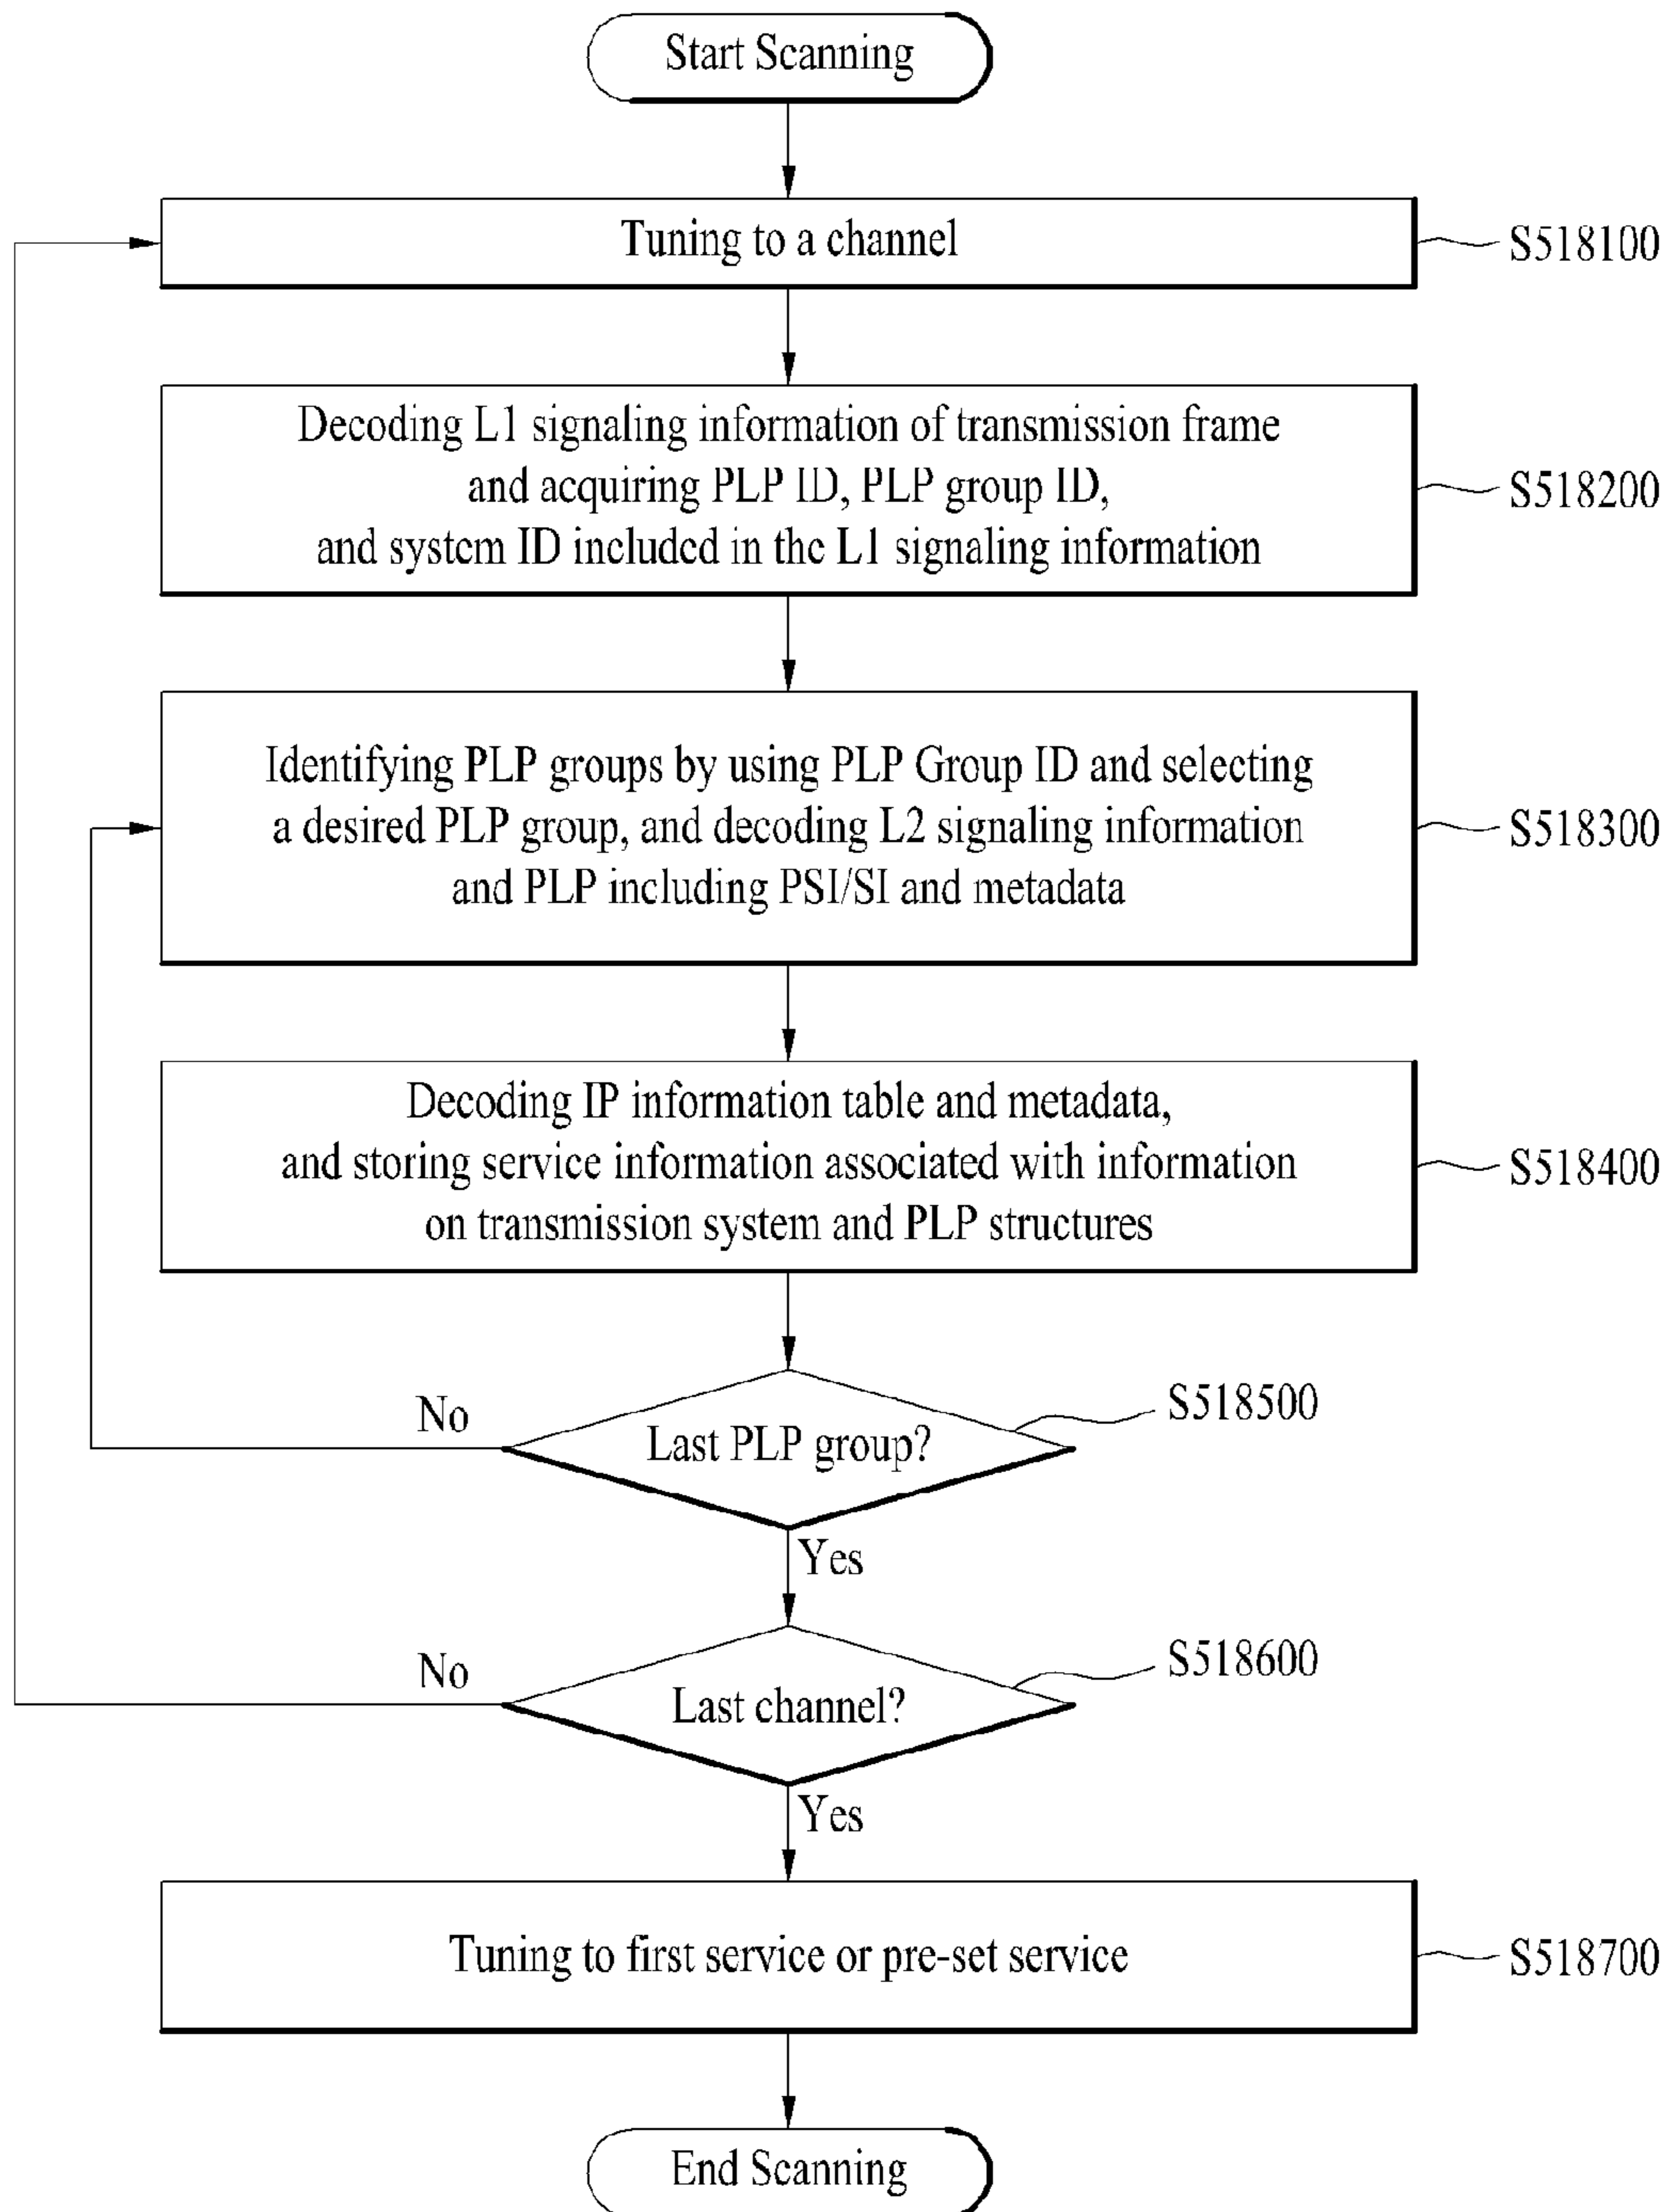 Start Scanning
Tuning to a channel
S518100
Decoding L1 signaling information of transmission frame
and acquiring PLP ID, PLP group ID,
and system ID included in the L1 signaling information
S518200
Identifying PLP groups by using PLP Group ID and selecting
a desired PLP group, and decoding L2 signaling information
and PLP including PSI/SI and metadata
S518300
Decoding IP information table and metadata,
and storing service information associated with information
on transmission system and PLP structures
S518400
No
Last PLP group?
S518500
Yes
No
Last channel?
S518600
Yes
Tuning to first service or pre-set service
S518700
End Scanning